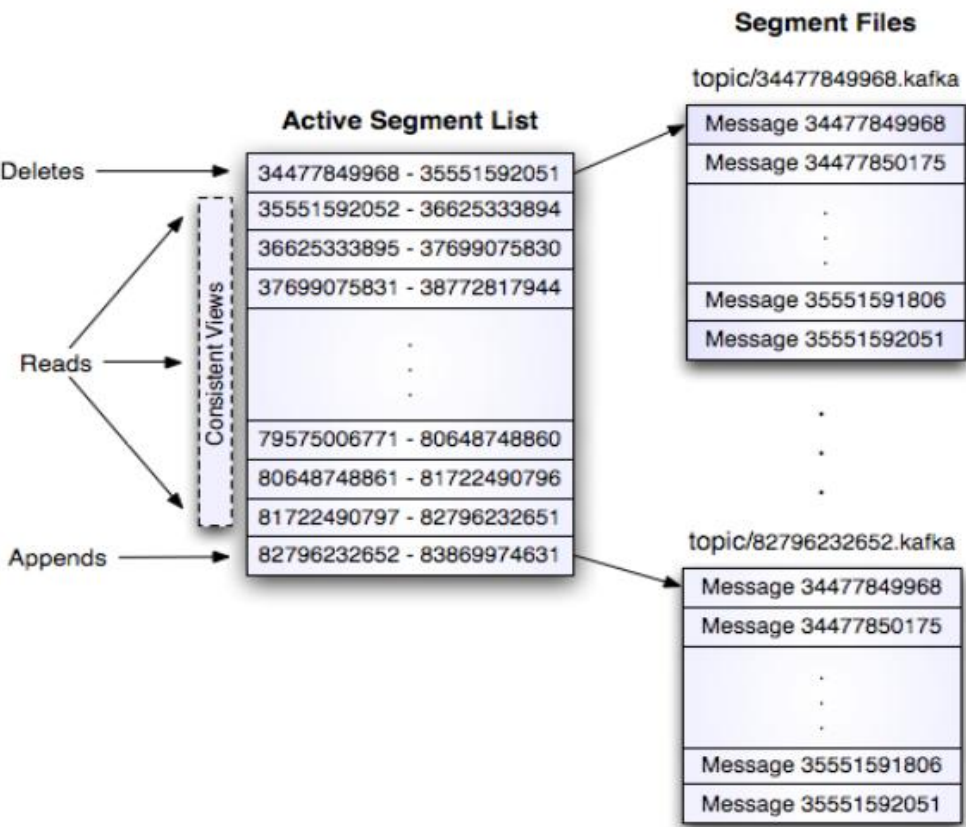 Segment Files
topic/34477849968.kafka
Message 34477849968
Message 34477850175
.
.
.
Message 35551591806
Message 35551592051
Active Segment List
34477849968 - 35551592051
35551592052 - 36625333894
36625333895 - 37699075830
37699075831 - 38772817944
.
.
.
79575006771 - 80648748860
80648748861 - 81722490796
81722490797 - 82796232651
82796232652 - 83869974631
Deletes
Reads
Appends
Consistent Views
.
.
.
topic/82796232652.kafka
Message 34477849968
Message 34477850175
.
.
.
Message 35551591806
Message 35551592051